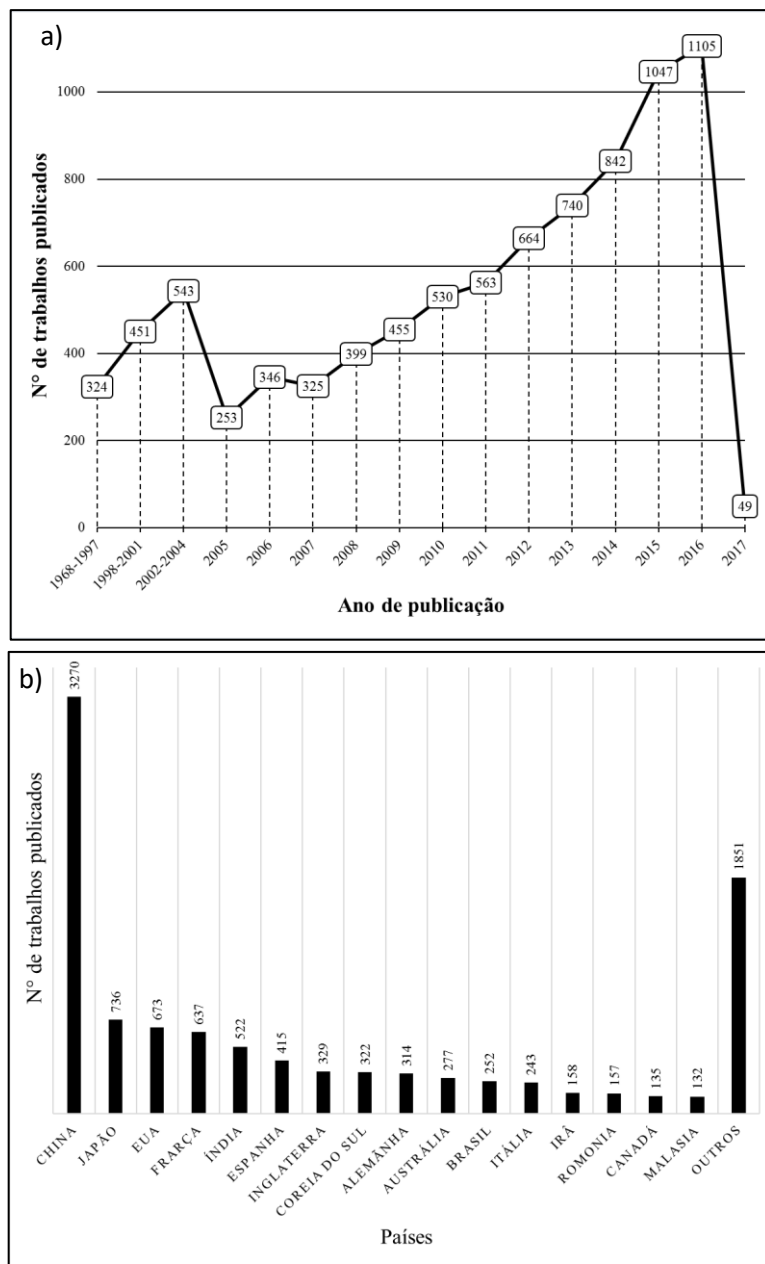 a)
N° de trabalhos publicados
1000
800
600
400
200
0
324
451
543
253
346
325
399
455
530
563
664
740
842
1047
1105
49
1968-1997
1998-2001
2002-2004
2005
2006
2007
2008
2009
2010
2011
2012
2013
2014
2015
2016
2017
Ano de publicação
b)
N° de trabalhos publicados
3270
736
673
637
522
415
329
322
314
277
252
243
158
157
135
132
1851
CHINA
JAPÃO
EUA
FRARÇA
ÍNDIA
ESPANHA
INGLATERRA
COREIA DO SUL
ALEMÃNHA
AUSTRÁLIA
BRASIL
ITÁLIA
IRÃ
ROMONIA
CANADÁ
MALASIA
OUTROS
Países